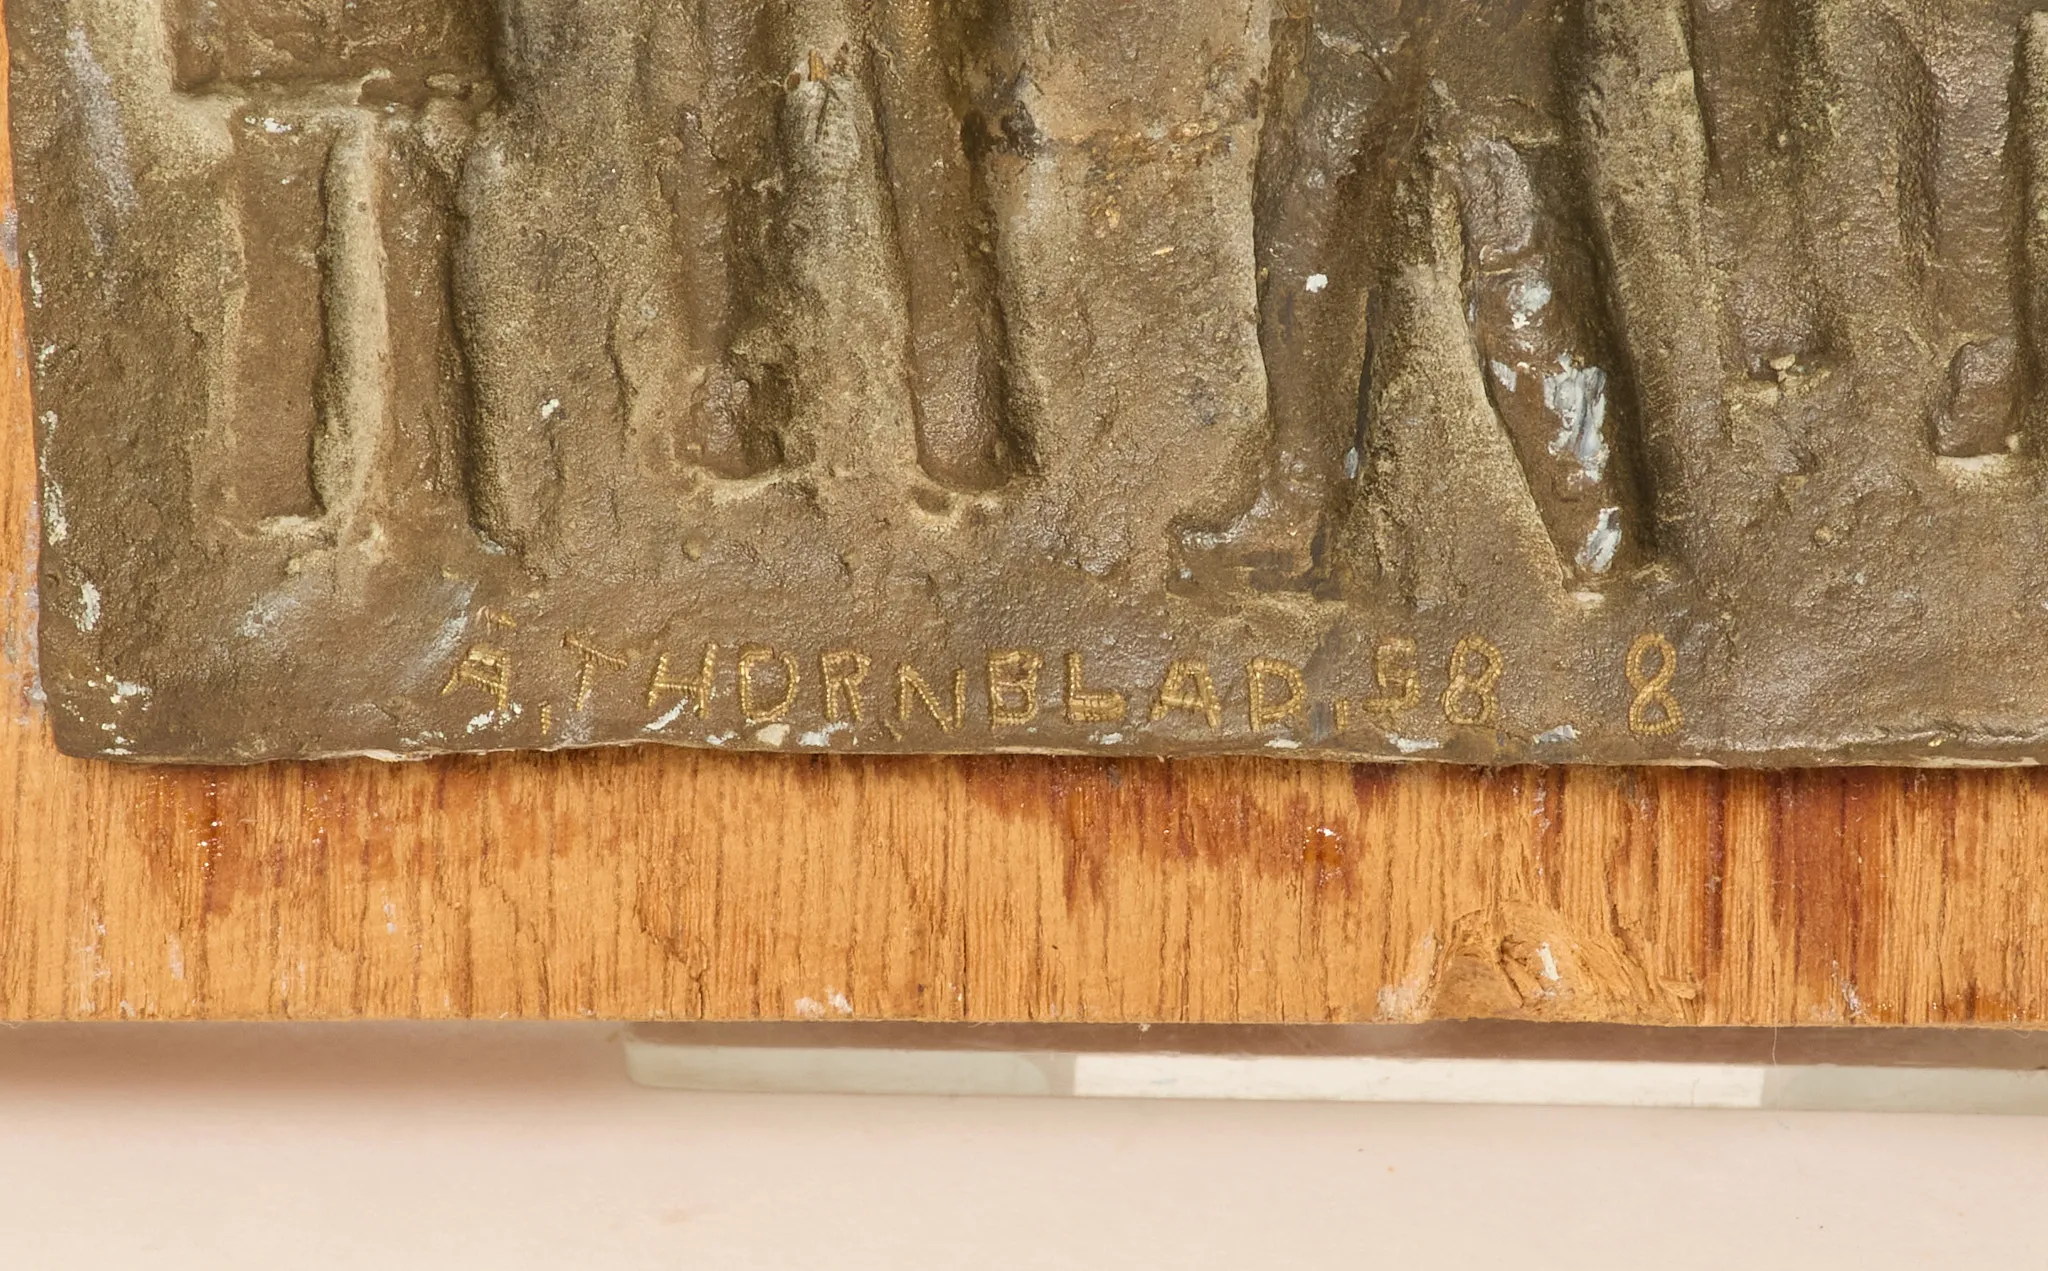 Å, THORNBLAD, 58 8